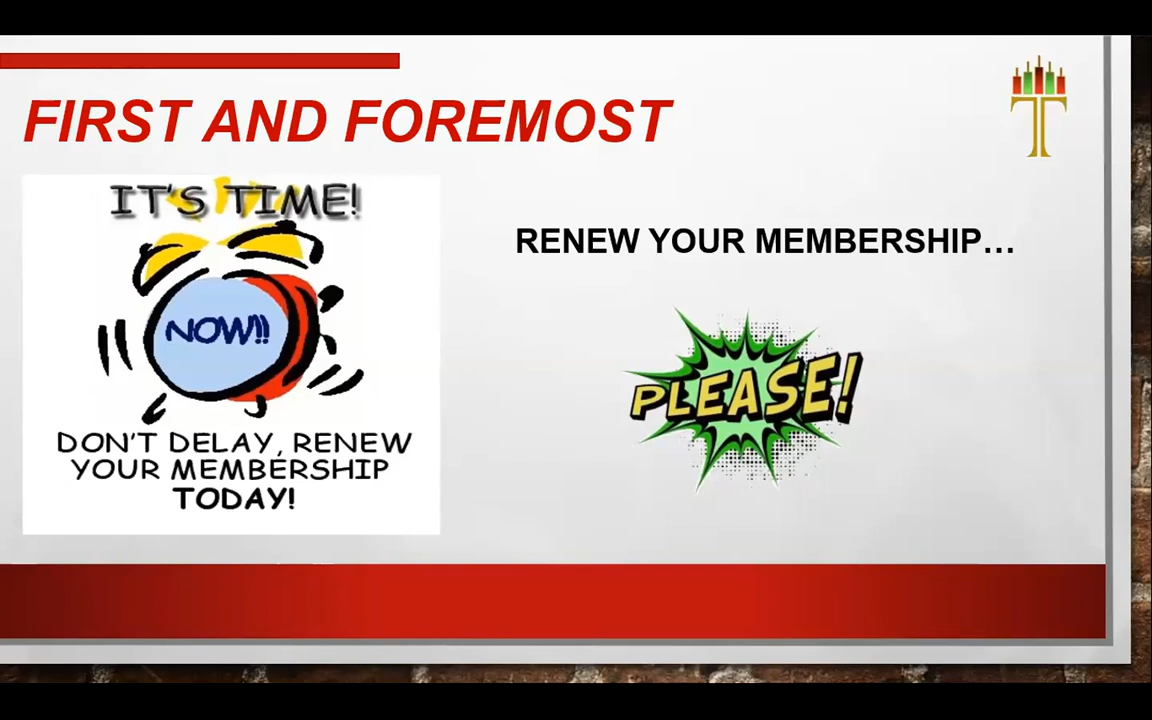 FIRST AND FOREMOST
IT'S TIME!
NOW!!
DON'T DELAY, RENEW
YOUR MEMBERSHIP
TODAY!
RENEW YOUR MEMBERSHIP...
PLEASE!
T